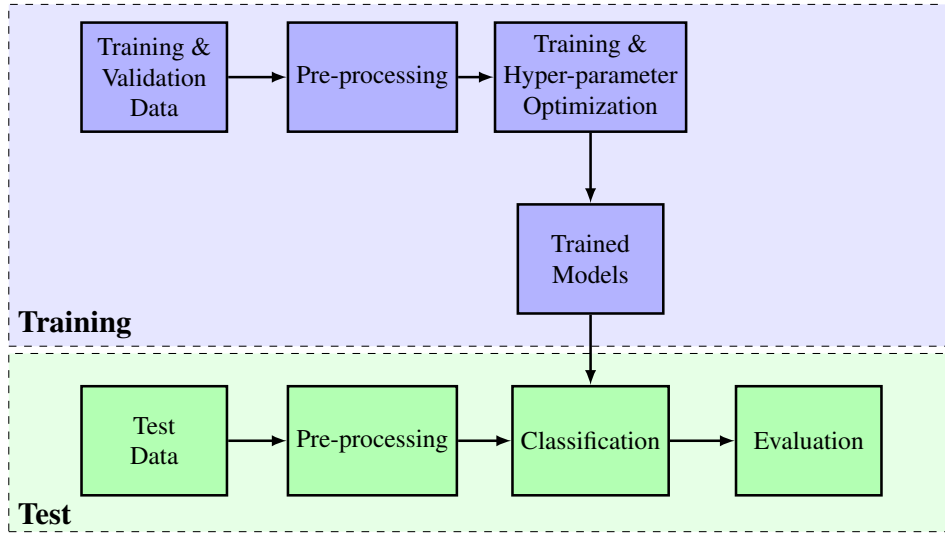 Training &
Validation
Data
Pre-processing
Training &
Hyper-parameter
Optimization
Trained
Models
Training
Test
Data
Pre-processing
Classification
Evaluation
Test